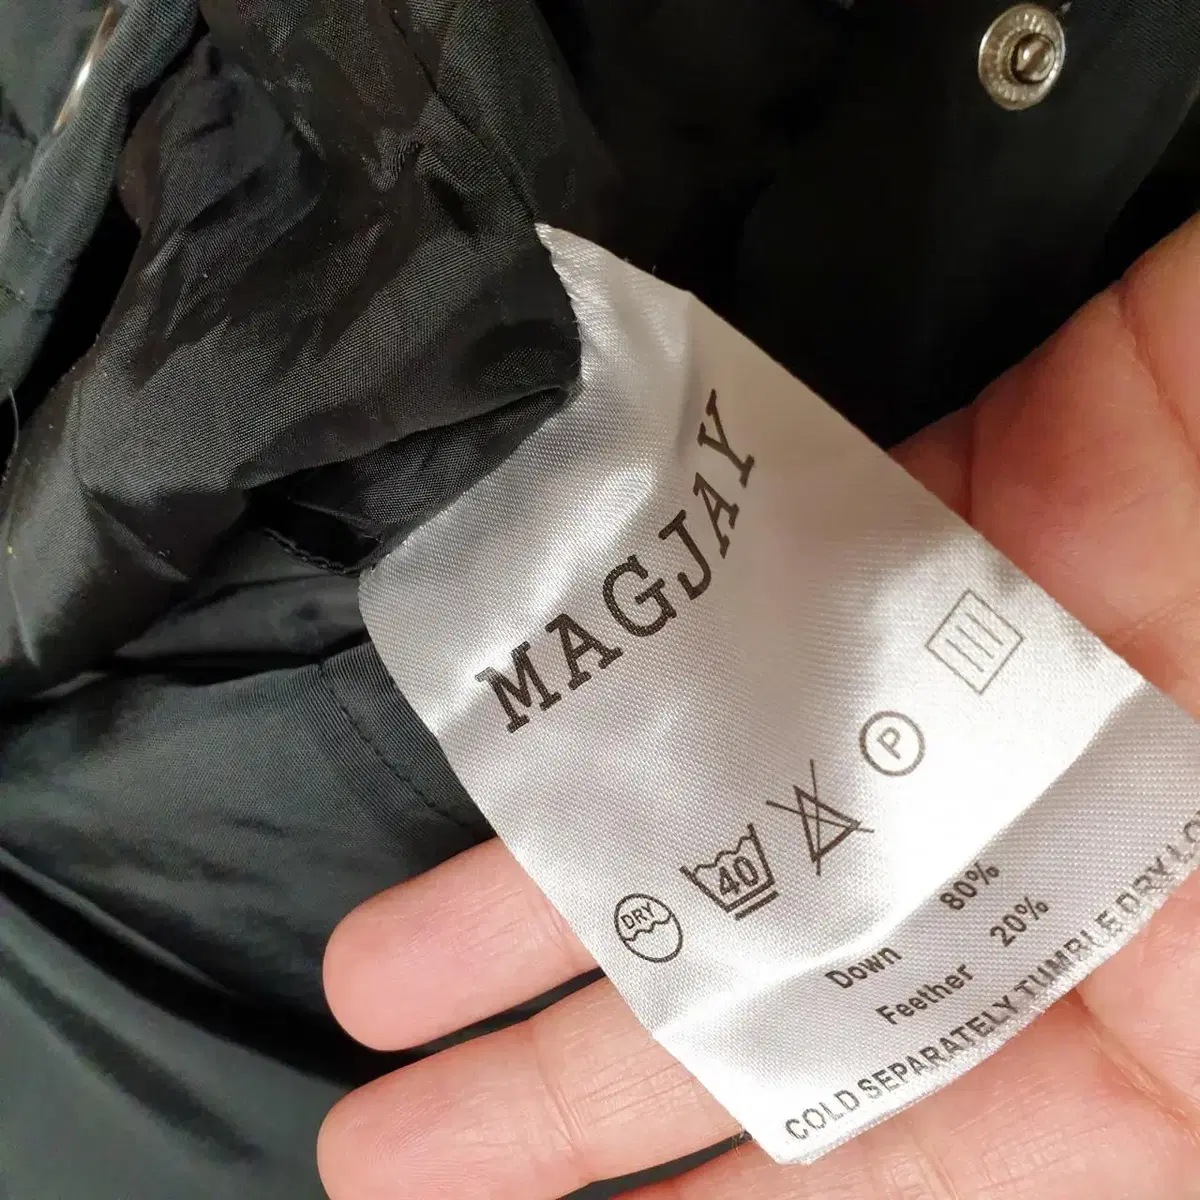 MAGJAY
DRY 40 P
Down 80%
Feether 20%
COLD SEPARATELY TUMBLE DRY LO